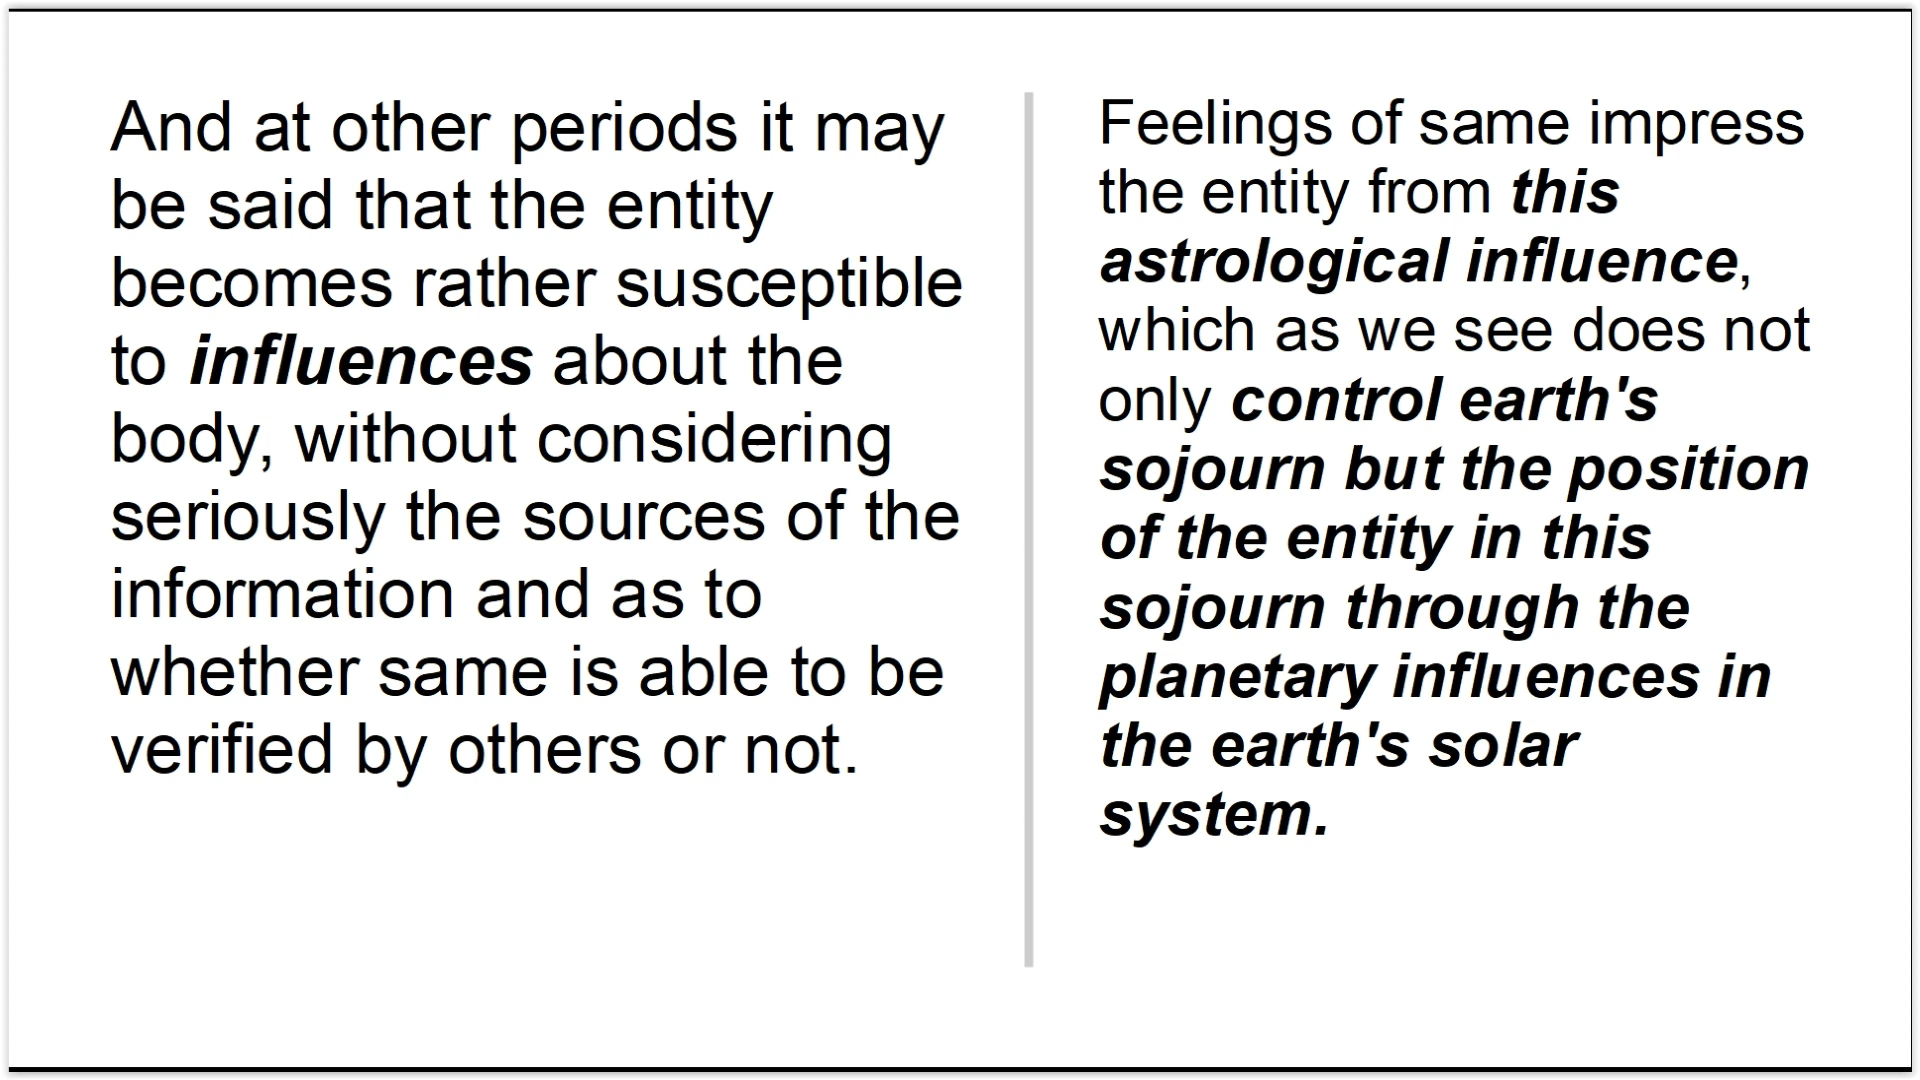 And at other periods it may
be said that the entity
becomes rather susceptible
to influences about the
body, without considering
seriously the sources of the
information and as to
whether same is able to be
verified by others or not.
Feelings of same impress
the entity from this
astrological influence,
which as we see does not
only control earth's
sojourn but the position
of the entity in this
sojourn through the
planetary influences in
the earth's solar
system.